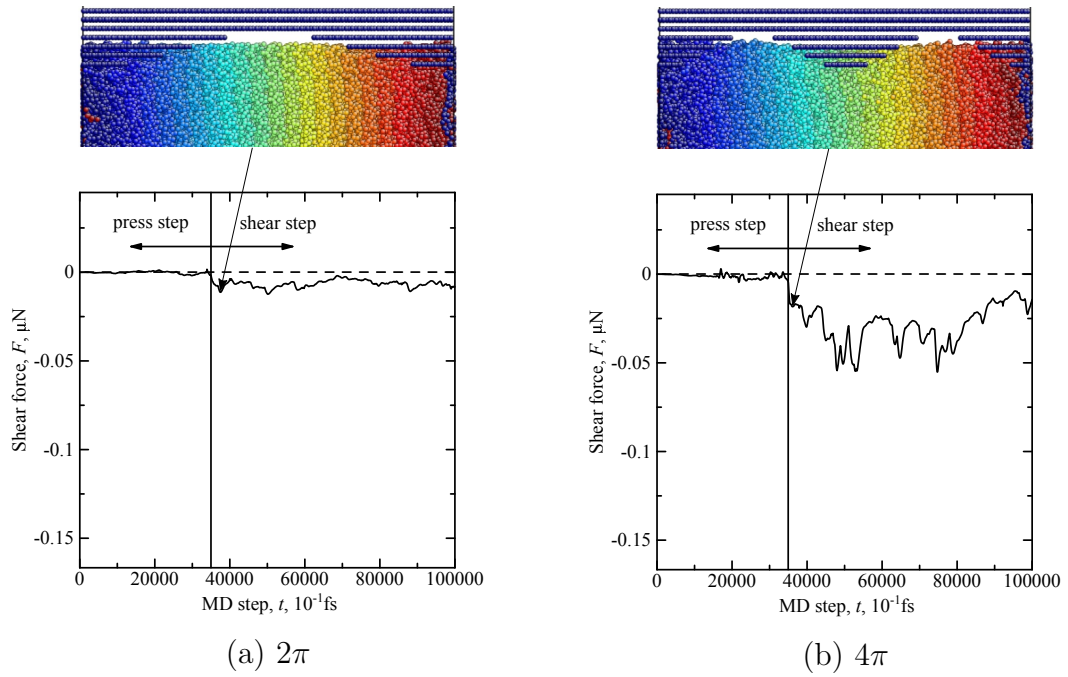 press step
shear step
0
-0.05
-0.1
-0.15
Shear force, F, μN
0
20000
40000
60000
80000
100000
MD step, t, 10⁻¹fs
(a) 2π
press step
shear step
0
-0.05
-0.1
-0.15
Shear force, F, μN
0
20000
40000
60000
80000
100000
MD step, t, 10⁻¹fs
(b) 4π